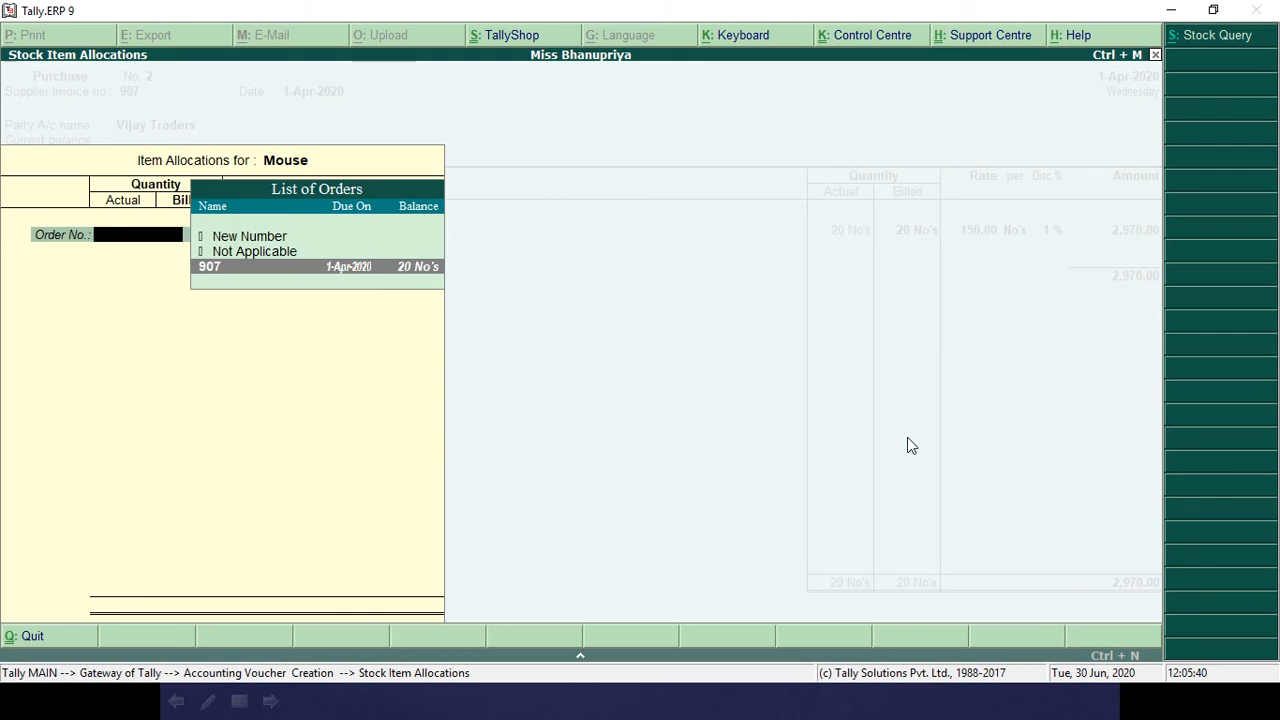 Tally.ERP 9
P: Print E: Export M: E-Mail O: Upload S: TallyShop G: Language K: Keyboard K: Control Centre H: Support Centre H: Help
S: Stock Query
Stock Item Allocations Miss Bhanupriya Ctrl + M
Purchase No. 2 1-Apr-2020
Supplier invoice no. 907 Date 1-Apr-2020 Wednesday
Party A/c name Vijay Traders
Current balance
Item Allocations for : Mouse
Quantity
Actual Bil
List of Orders
Name Due On Balance
New Number
Not Applicable
907 1-Apr-2020 20 No's
Order No.:
Quantity Rate per Disc % Amount
Actual Billed
20 No's 20 No's 150.00 No's 1 % 2,970.00
2,970.00
20 No's 20 No's 2,970.00
Q: Quit
Ctrl + N
Tally MAIN --> Gateway of Tally --> Accounting Voucher Creation --> Stock Item Allocations (c) Tally Solutions Pvt. Ltd., 1988-2017 Tue, 30 Jun, 2020 12:05:40